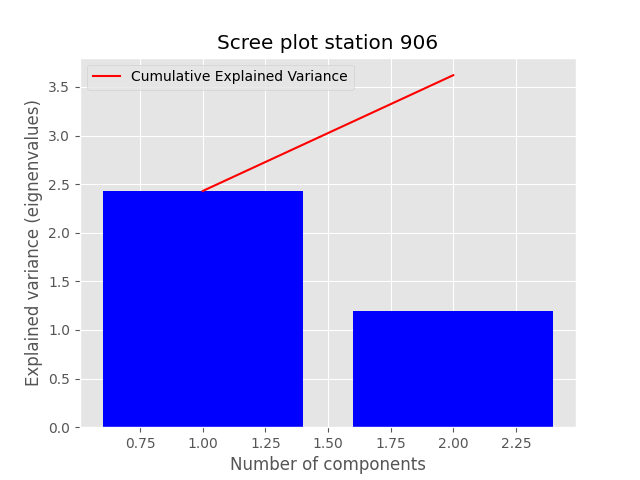 Scree plot station 906
Cumulative Explained Variance
Explained variance (eignenvalues)
3.5
3.0
2.5
2.0
1.5
1.0
0.5
0.0
0.75 1.00 1.25 1.50 1.75 2.00 2.25
Number of components